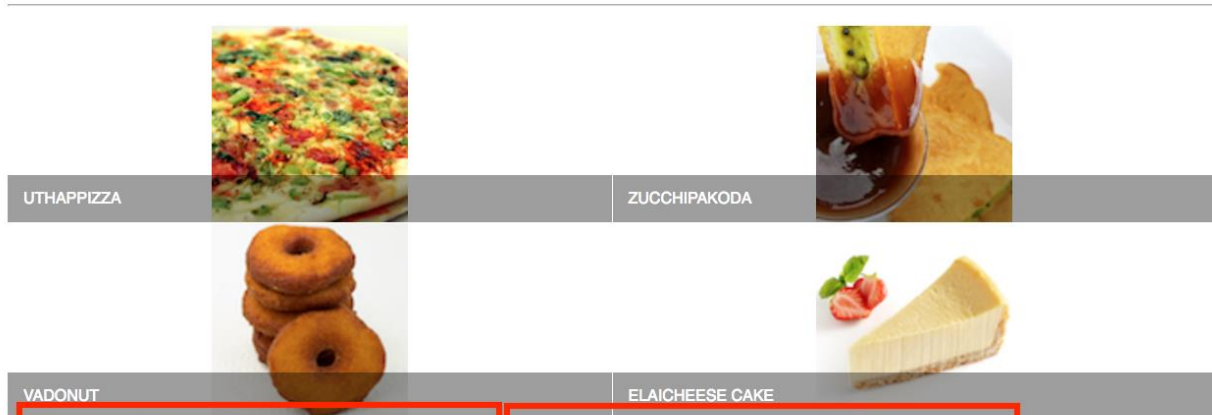 UTHAPPIZZA
ZUCCHIPAKODA
VADONUT
ELAICHEESE CAKE